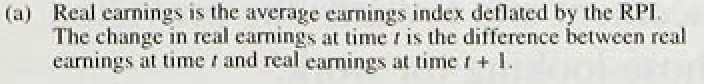 (a) Real earnings is the average earnings index deflated by the RPI.
The change in real earnings at time t is the difference between real
earnings at time t and real earnings at time t + 1.